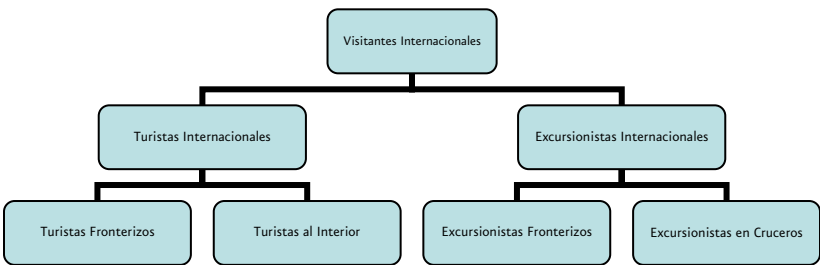 Visitantes Internacionales
Turistas Internacionales
Excursionistas Internacionales
Turistas Fronterizos
Turistas al Interior
Excursionistas Fronterizos
Excursionistas en Cruceros